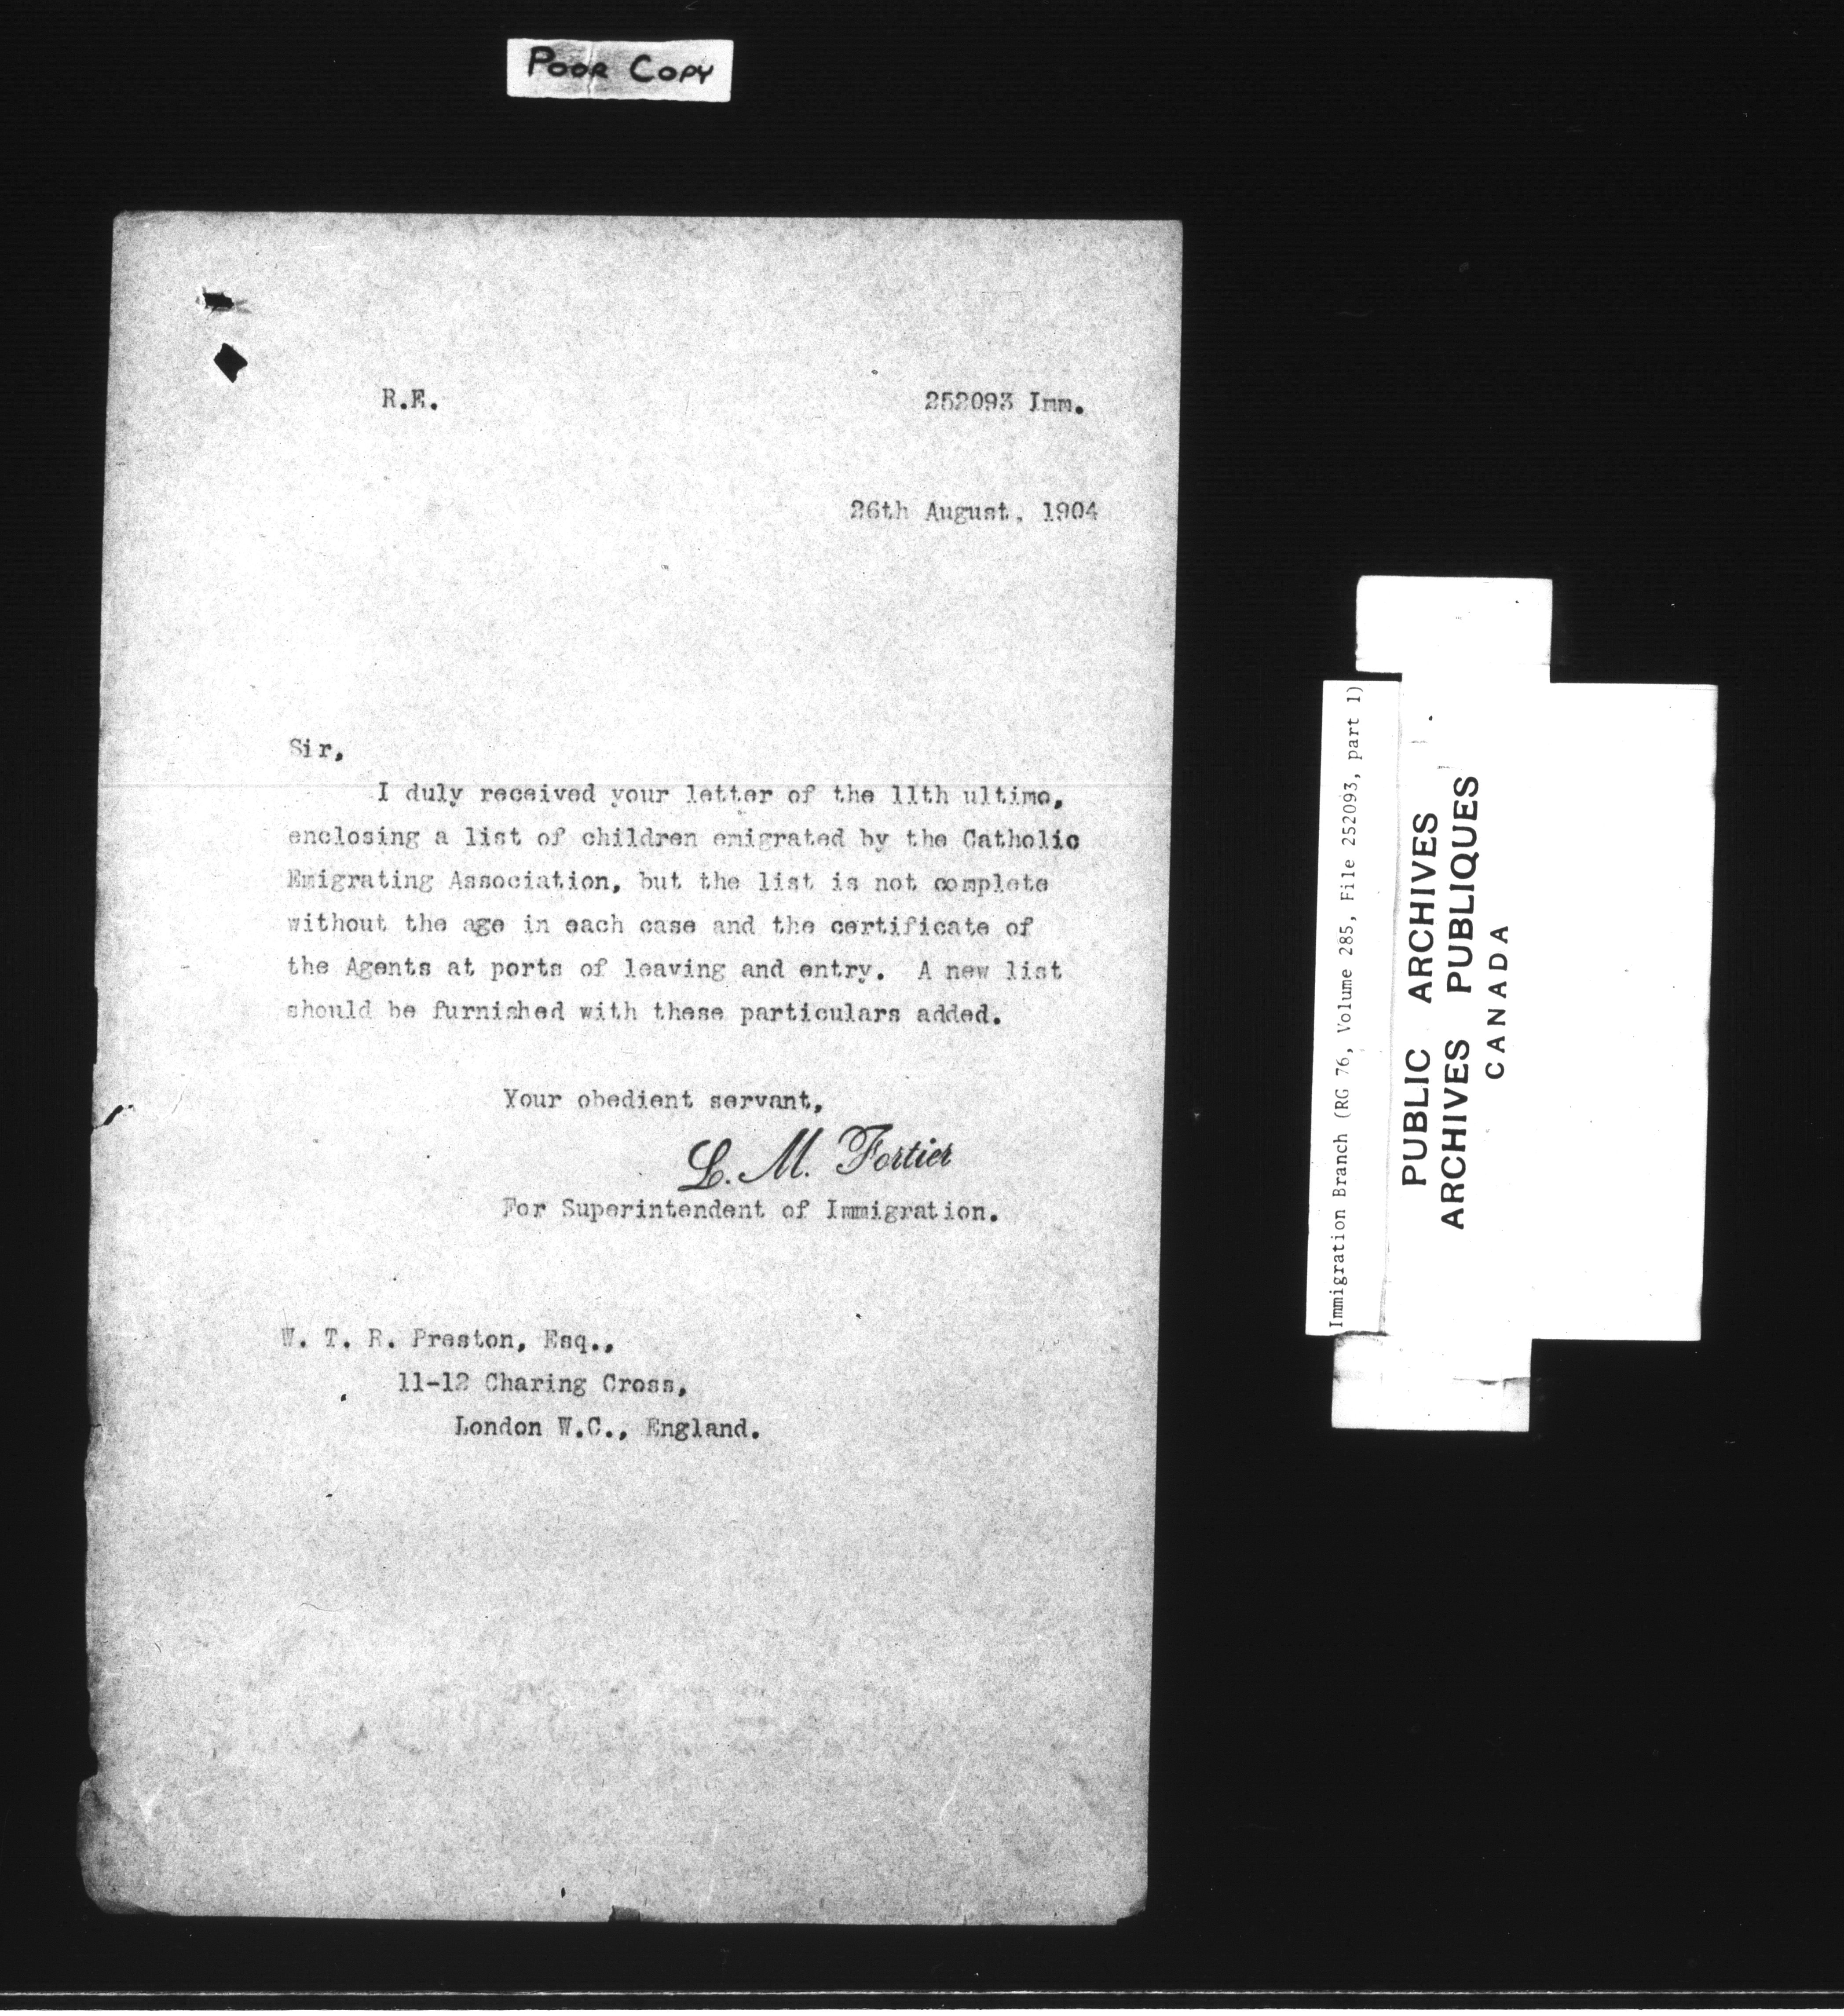 POOR COPY
R.E. 252093 Imm.
26th August, 1904
Sir,
I duly received your letter of the 11th ultimo,
enclosing a list of children emigrated by the Catholic
Emigrating Association, but the list is not complete
without the age in each case and the certificate of
the Agents at ports of leaving and entry. A new list
should be furnished with these particulars added.
Your obedient servant,
L. M. Fortier
For Superintendent of Immigration.
W. T. R. Preston, Esq.,
11-12 Charing Cross,
London W.C., England.
Immigration Branch (RG 76, Volume 285, File 252093, part 1)
PUBLIC ARCHIVES
ARCHIVES PUBLIQUES
CANADA